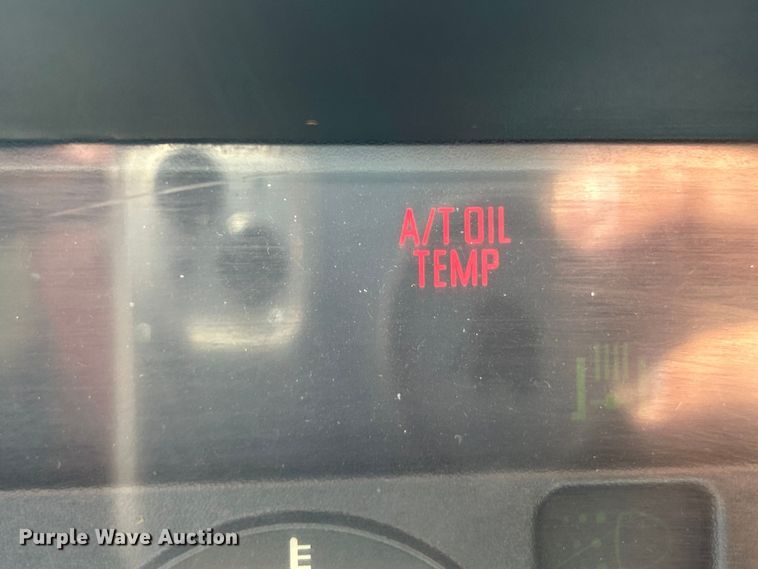 A/T OIL
TEMP
E
Purple Wave Auction